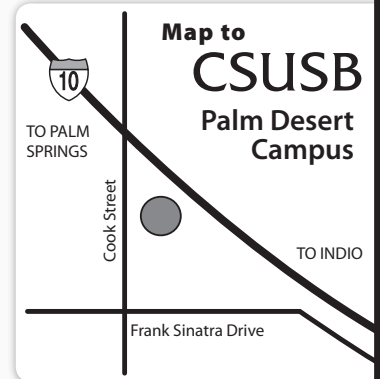 Map to
CSUSB
Palm Desert
Campus
10
TO PALM
SPRINGS
Cook Street
TO INDIO
Frank Sinatra Drive